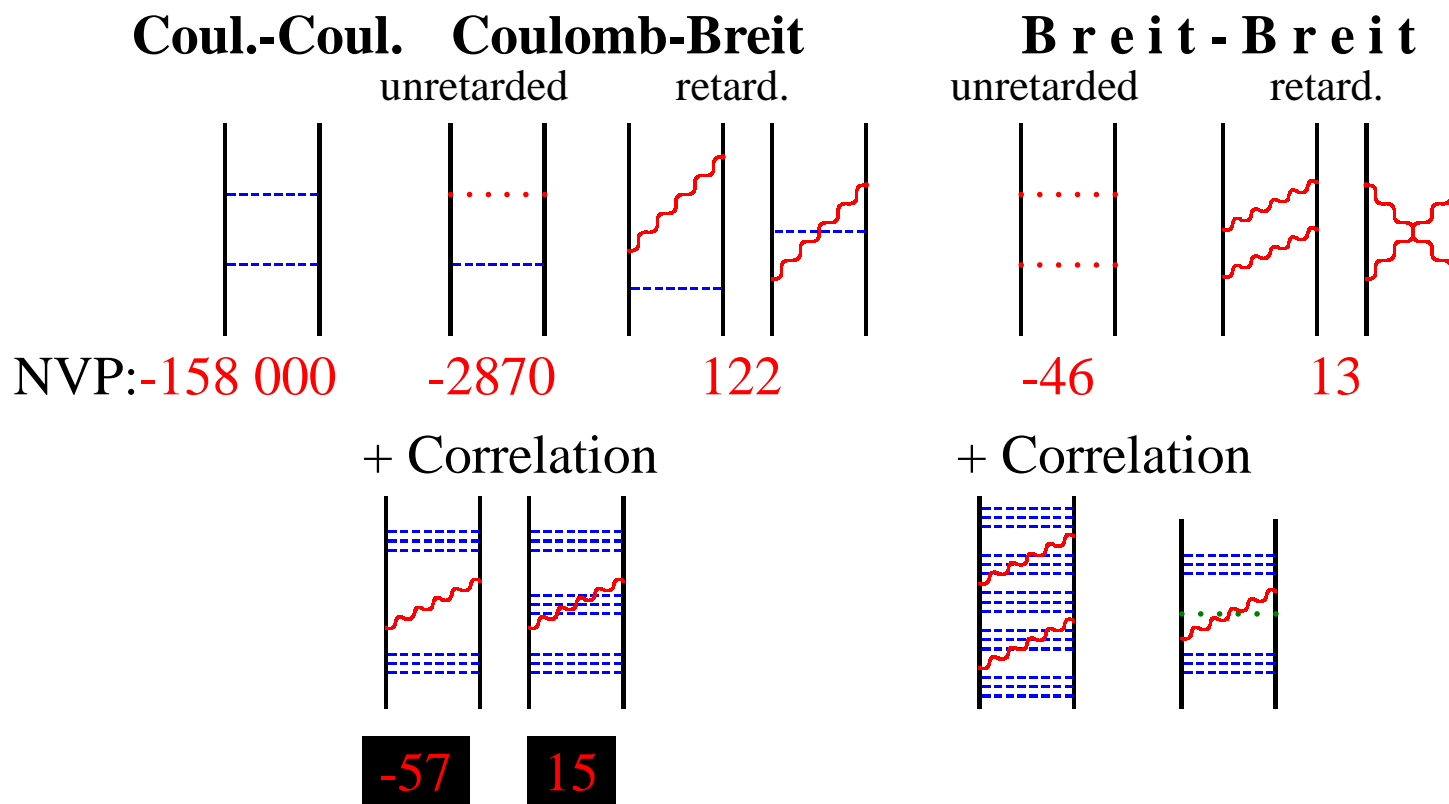 Coul.-Coul. Coulomb-Breit B r e i t - B r e i t
unretarded retard. unretarded retard.
NVP:-158 000 -2870 122 -46 13
+ Correlation + Correlation
-57 15